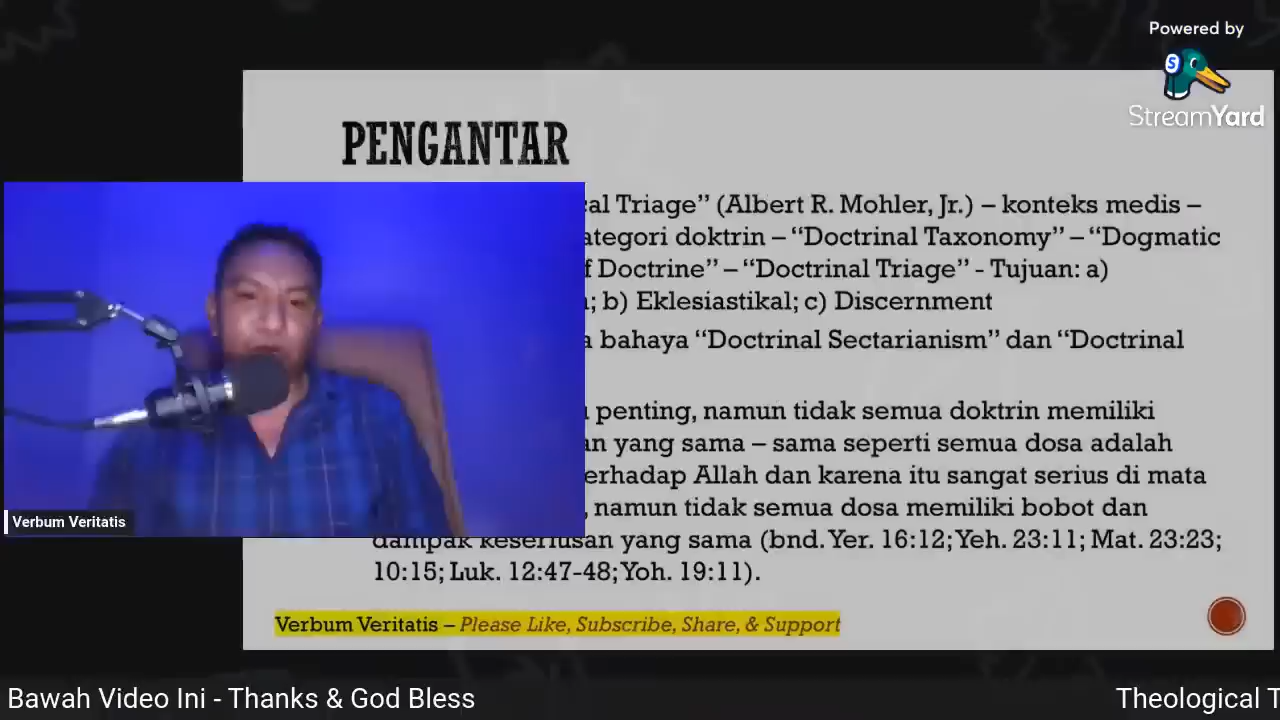 Powered by
StreamYard
PENGANTAR
Triage” (Albert R. Mohler, Jr.) – konteks medis –
doktrin – “Doctrinal Taxonomy” – “Dogmatic
Doctrine” – “Doctrinal Triage” - Tujuan: a)
b) Eklesiastikal; c) Discernment
bahaya “Doctrinal Sectarianism” dan “Doctrinal
penting, namun tidak semua doktrin memiliki
yang sama – sama seperti semua dosa adalah
Allah dan karena itu sangat serius di mata
namun tidak semua dosa memiliki bobot dan
dampak keseriusan yang sama (bnd. Yer. 16:12; Yeh. 23:11; Mat. 23:23;
10:15; Luk. 12:47-48; Yoh. 19:11).
Verbum Veritatis
Verbum Veritatis – Please Like, Subscribe, Share, & Support
Bawah Video Ini - Thanks & God Bless
Theological